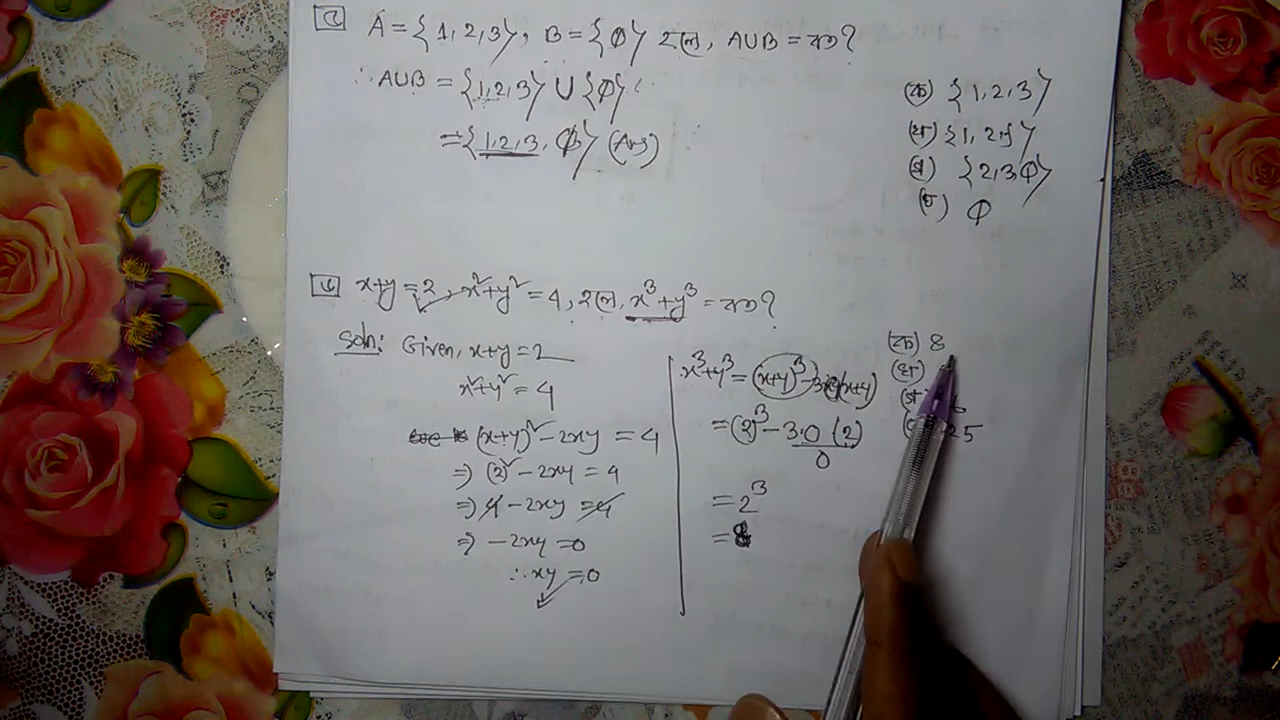 ৫ A = {1, 2, 3}, B = {φ} হলে, A∪B = কত?
∴ A∪B = {1, 2, 3} ∪ {φ}
= {1, 2, 3, φ} (Ans)
(ক) {1, 2, 3}
(খ) {1, 2, }
(গ) {2, 3 φ}
(ঘ) φ
৬ x+y = 2, x²+y² = 4, হলে, x³+y³ = কত?
Soln: Given, x+y = 2
x²+y² = 4
(x+y)² - 2xy = 4
⇒ (2)² - 2xy = 4
⇒ 4 - 2xy = 4
⇒ - 2xy = 0
∴ xy = 0
x³+y³ = (x+y)³ - 3xy(x+y)
= (2)³ - 3.0 (2)
0
= 2³
= 8
(ক) 8
(খ)
(গ) 6
25